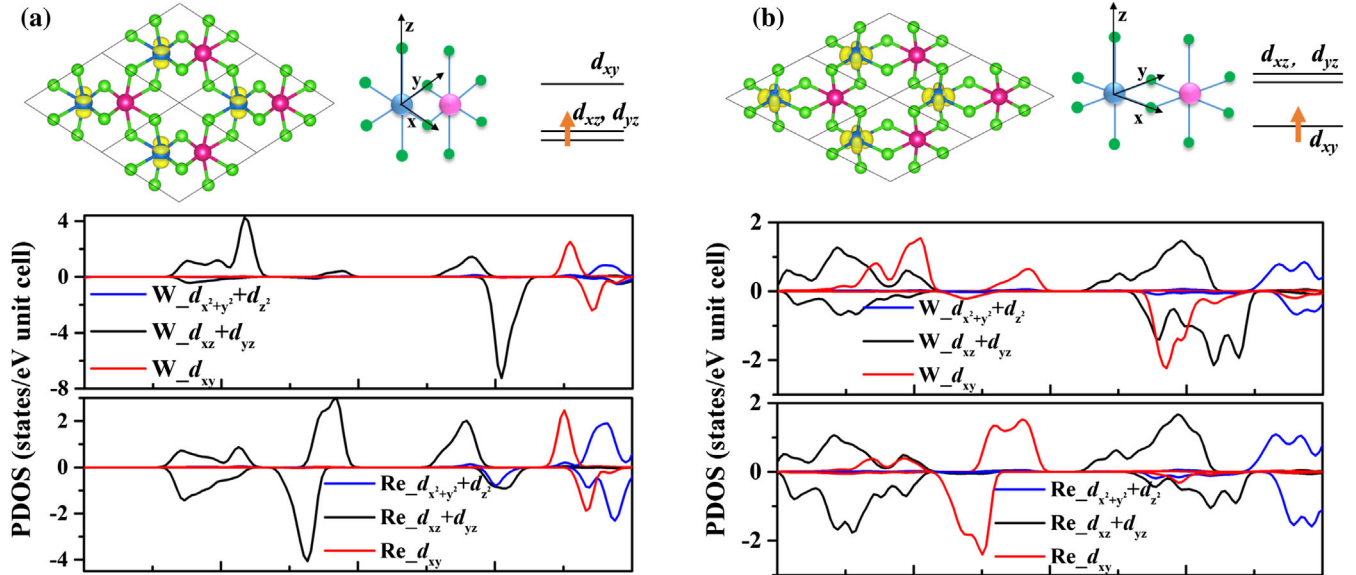 (a)
z
y
x
d_xy
d_xz, d_yz
PDOS (states/eV unit cell)
4
0
-4
-8
W_d_x²+y²+d_z²
W_d_xz+d_yz
W_d_xy
2
0
-2
-4
Re_d_x²+y²+d_z²
Re_d_xz+d_yz
Re_d_xy
(b)
z
y
x
d_xz, d_yz
d_xy
PDOS (states/eV unit cell)
2
0
-2
W_d_x²+y²+d_z²
W_d_xz+d_yz
W_d_xy
2
0
-2
Re_d_x²+y²+d_z²
Re_d_xz+d_yz
Re_d_xy